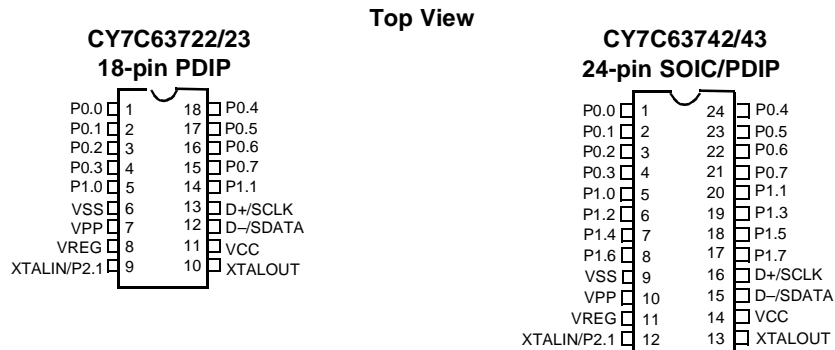 Top View
CY7C63722/23
18-pin PDIP
P0.0 1 18 P0.4
P0.1 2 17 P0.5
P0.2 3 16 P0.6
P0.3 4 15 P0.7
P1.0 5 14 P1.1
VSS 6 13 D+/SCLK
VPP 7 12 D–/SDATA
VREG 8 11 VCC
XTALIN/P2.1 9 10 XTALOUT
CY7C63742/43
24-pin SOIC/PDIP
P0.0 1 24 P0.4
P0.1 2 23 P0.5
P0.2 3 22 P0.6
P0.3 4 21 P0.7
P1.0 5 20 P1.1
P1.2 6 19 P1.3
P1.4 7 18 P1.5
P1.6 8 17 P1.7
VSS 9 16 D+/SCLK
VPP 10 15 D–/SDATA
VREG 11 14 VCC
XTALIN/P2.1 12 13 XTALOUT